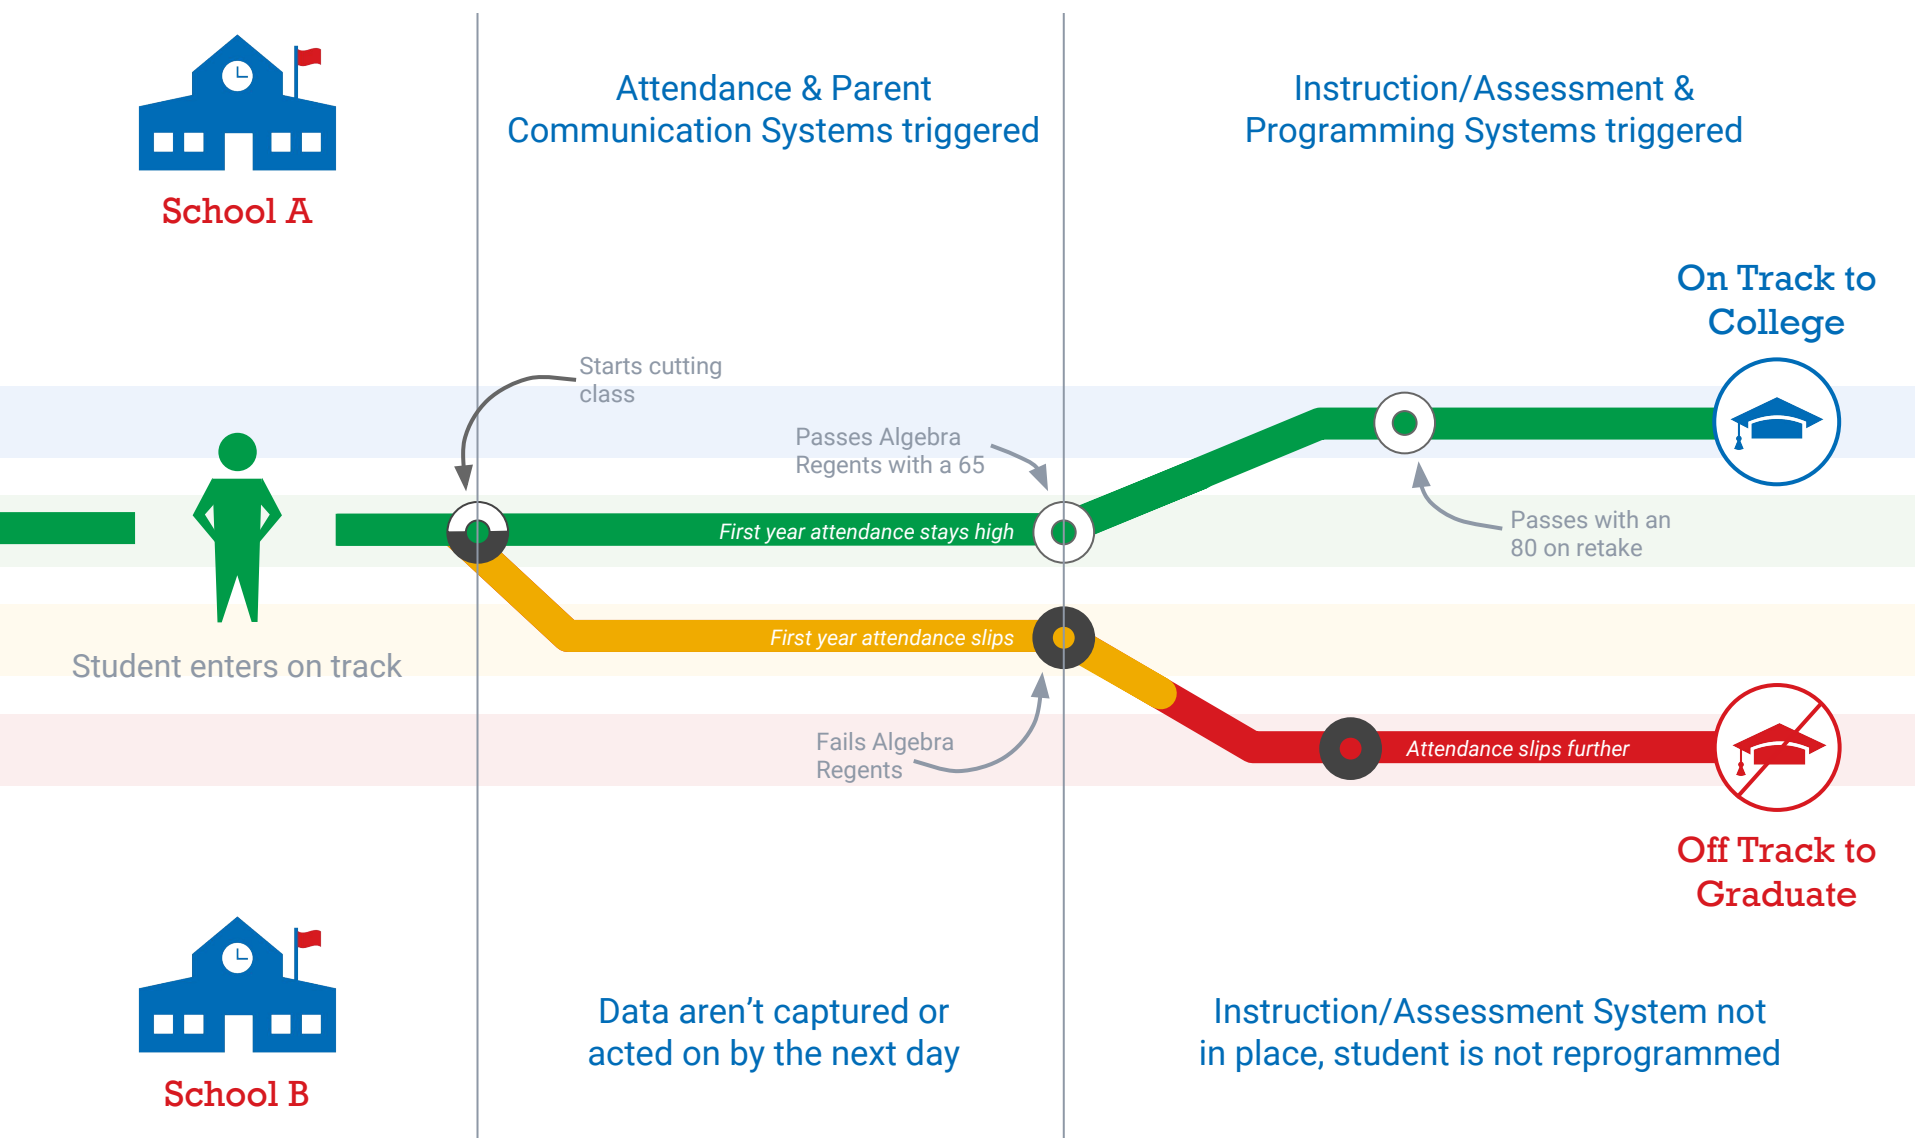 School A
Attendance & Parent
Communication Systems triggered
Instruction/Assessment &
Programming Systems triggered
On Track to
College
Starts cutting
class
Passes Algebra
Regents with a 65
Passes with an
80 on retake
First year attendance stays high
First year attendance slips
Student enters on track
Fails Algebra
Regents
Attendance slips further
Off Track to
Graduate
School B
Data aren’t captured or
acted on by the next day
Instruction/Assessment System not
in place, student is not reprogrammed